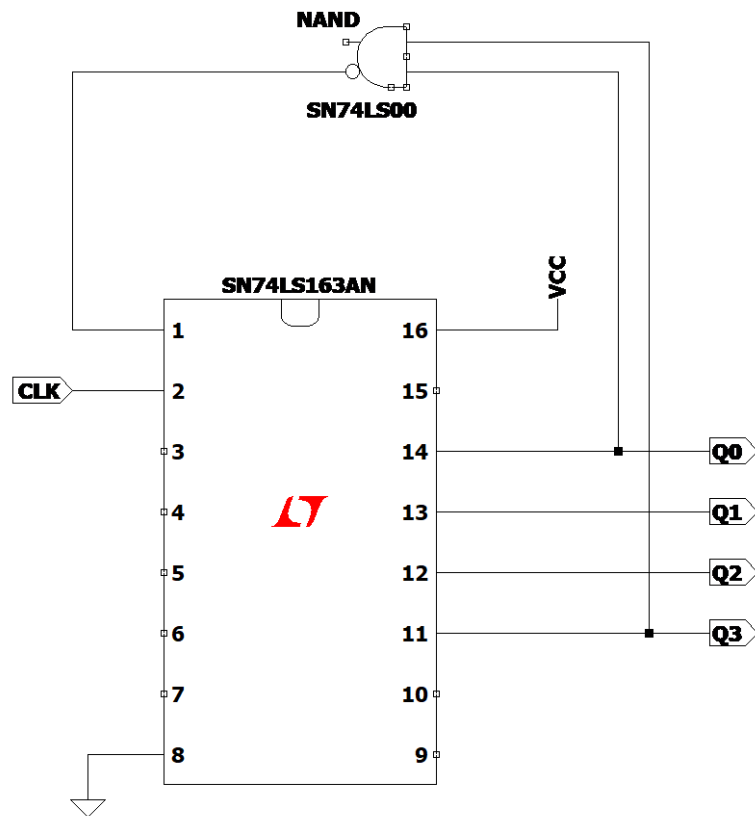 NAND
SN74LS00
SN74LS163AN
VCC
1 16
CLK 2 15
3 14 Q0
4 13 Q1
5 12 Q2
6 11 Q3
7 10
8 9